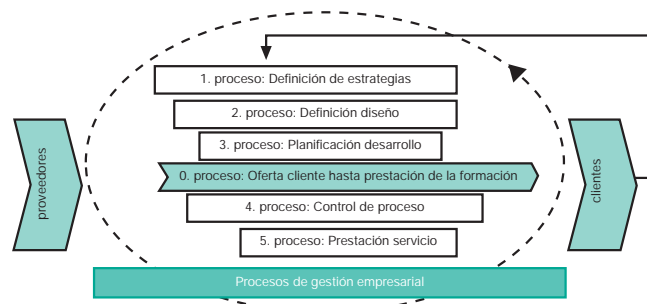 1. proceso: Definición de estrategias
2. proceso: Definición diseño
3. proceso: Planificación desarrollo
proveedores
0. proceso: Oferta cliente hasta prestación de la formación
clientes
4. proceso: Control de proceso
5. proceso: Prestación servicio
Procesos de gestión empresarial